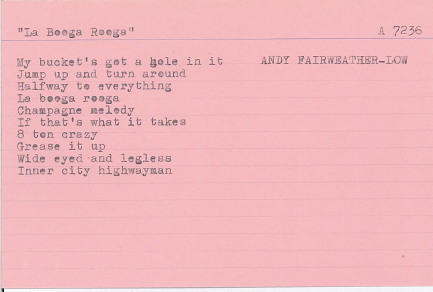 "La Booga Rooga" A 7236
My bucket's got a hole in it ANDY FAIRWEATHER-LOW
Jump up and turn around
Halfway to everything
La booga rooga
Champagne melody
If that's what it takes
8 ton crazy
Grease it up
Wide eyed and legless
Inner city highwayman